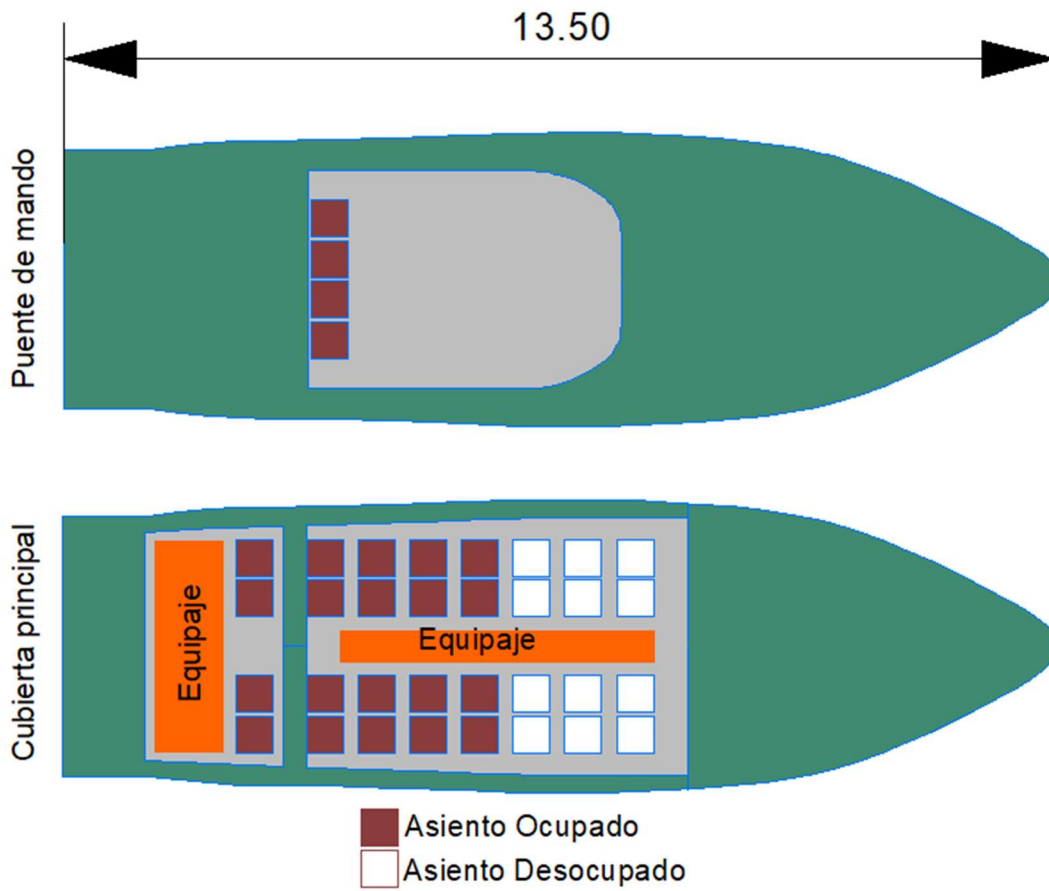 13.50
Puente de mando
Cubierta principal
Equipaje
Equipaje
Asiento Ocupado
Asiento Desocupado